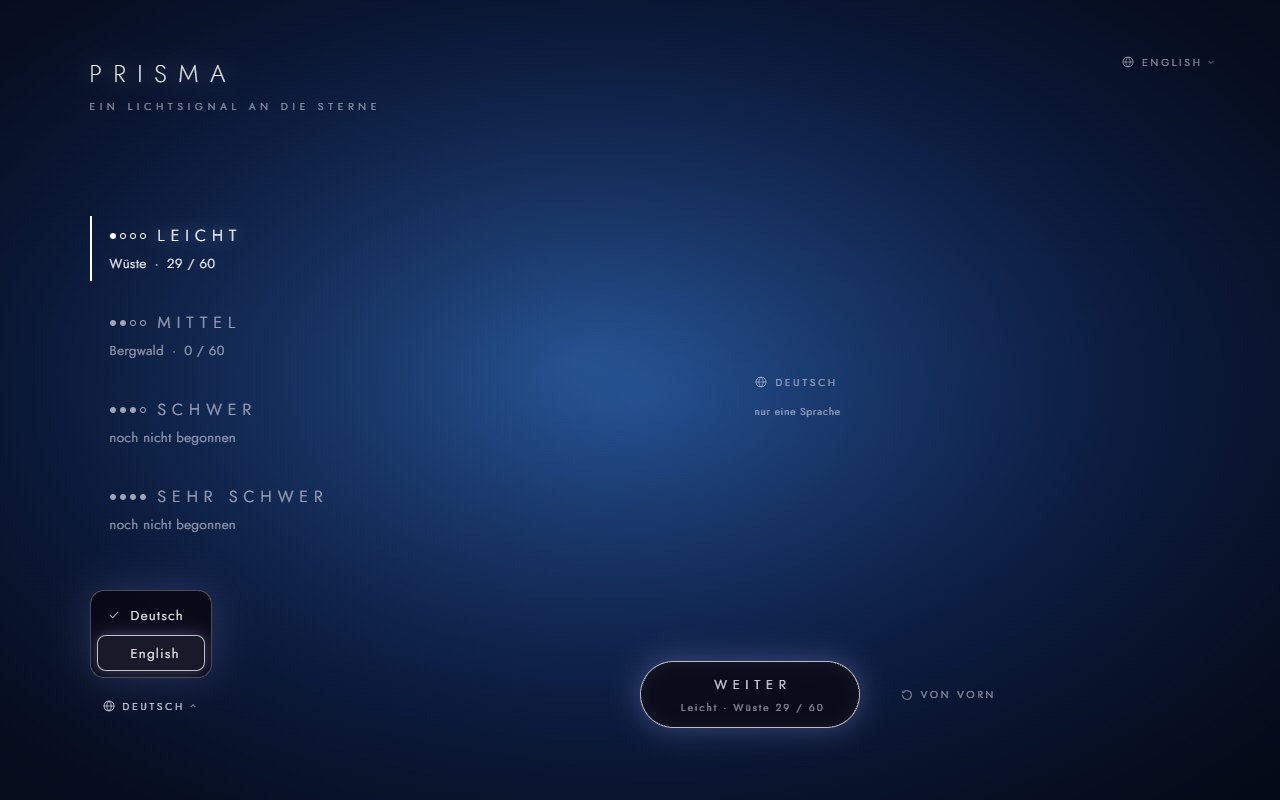 PRISMA
EIN LICHTSIGNAL AN DIE STERNE
ENGLISH
LEICHT
Wüste · 29 / 60
MITTEL
Bergwald · 0 / 60
SCHWER
noch nicht begonnen
SEHR SCHWER
noch nicht begonnen
DEUTSCH
nur eine Sprache
Deutsch
English
DEUTSCH
WEITER
Leicht · Wüste 29 / 60
VON VORN